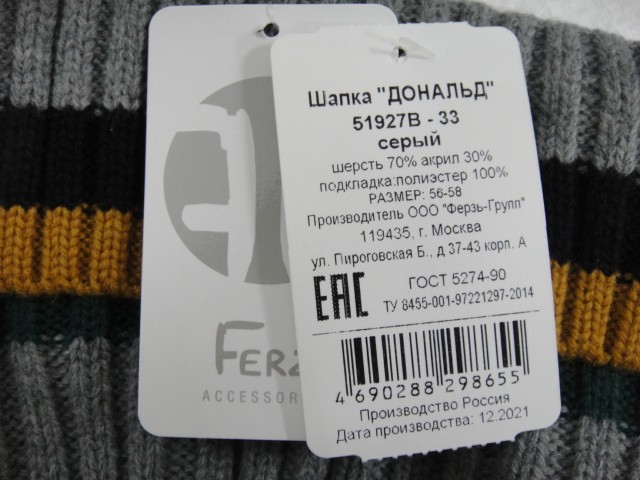 Шапка "ДОНАЛЬД"
51927В - 33
серый
шерсть 70% акрил 30%
подкладка:полиэстер 100%
РАЗМЕР: 56-58
Производитель ООО "Ферзь-Групп"
119435, г. Москва
ул. Пироговская Б., д 37-43 корп. А
ЕАС
ГОСТ 5274-90
ТУ 8455-001-97221297-2014
4 690288 298655
Производство Россия
Дата производства: 12.2021